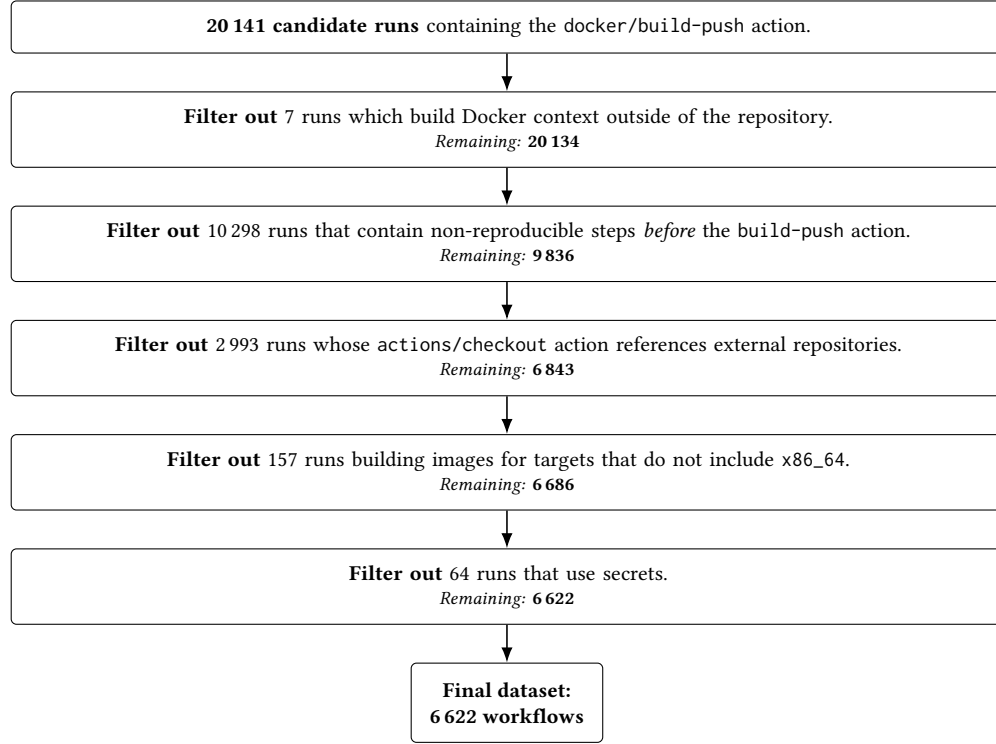 20 141 candidate runs containing the docker/build-push action.
Filter out 7 runs which build Docker context outside of the repository.
Remaining: 20 134
Filter out 10 298 runs that contain non-reproducible steps before the build-push action.
Remaining: 9 836
Filter out 2 993 runs whose actions/checkout action references external repositories.
Remaining: 6 843
Filter out 157 runs building images for targets that do not include x86_64.
Remaining: 6 686
Filter out 64 runs that use secrets.
Remaining: 6 622
Final dataset:
6 622 workflows